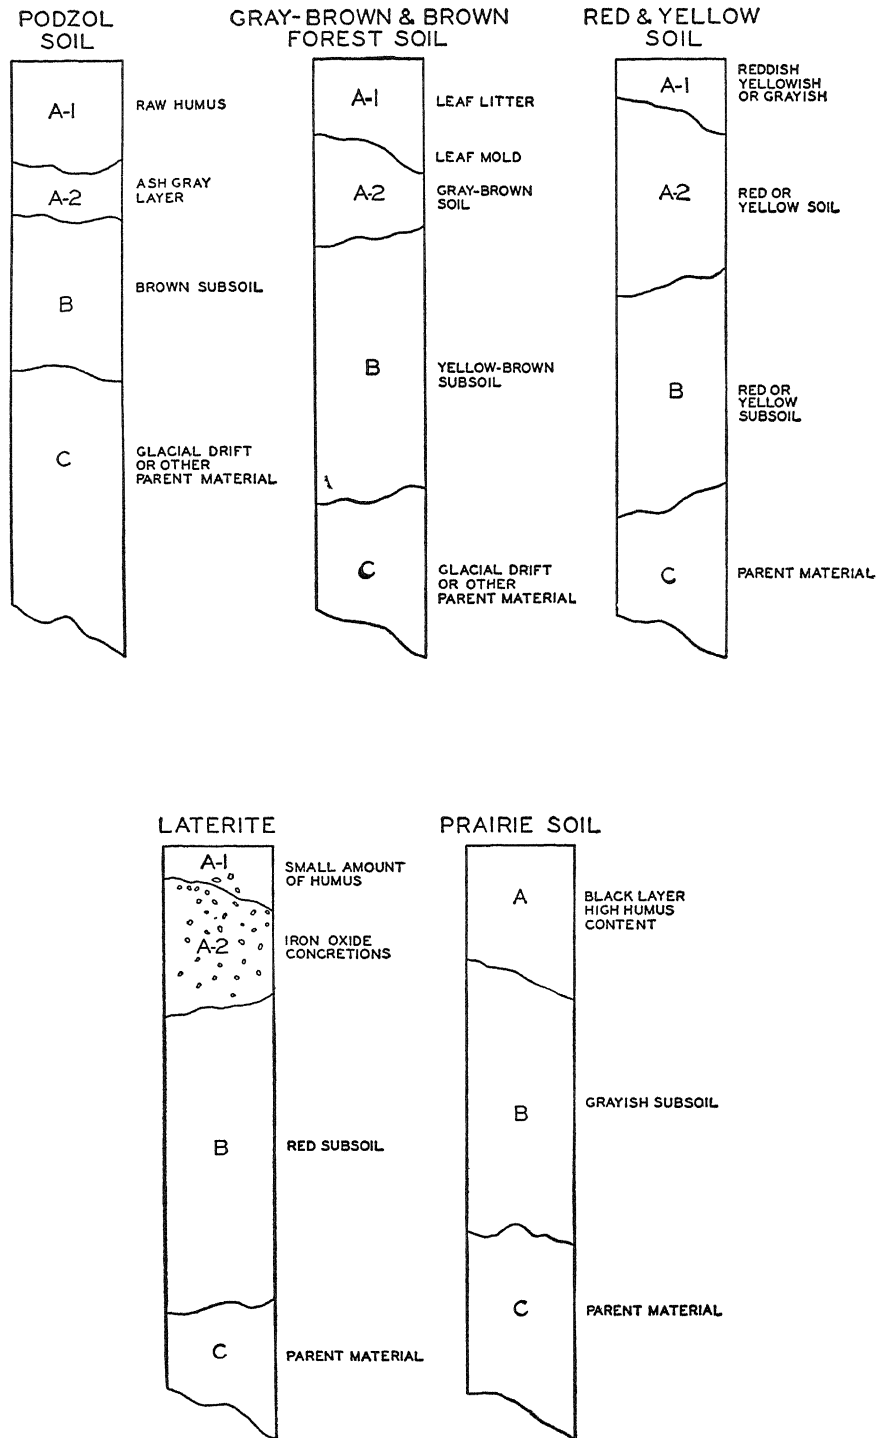 PODZOL
SOIL
A-1
RAW HUMUS
A-2
ASH GRAY
LAYER
B
BROWN SUBSOIL
C
GLACIAL DRIFT
OR OTHER
PARENT MATERIAL
GRAY-BROWN & BROWN
FOREST SOIL
A-1
LEAF LITTER
LEAF MOLD
A-2
GRAY-BROWN
SOIL
B
YELLOW-BROWN
SUBSOIL
C
GLACIAL DRIFT
OR OTHER
PARENT MATERIAL
RED & YELLOW
SOIL
A-1
REDDISH
YELLOWISH
OR GRAYISH
A-2
RED OR
YELLOW SOIL
B
RED OR
YELLOW
SUBSOIL
C
PARENT MATERIAL
LATERITE
A-1
SMALL AMOUNT
OF HUMUS
A-2
IRON OXIDE
CONCRETIONS
B
RED SUBSOIL
C
PARENT MATERIAL
PRAIRIE SOIL
A
BLACK LAYER
HIGH HUMUS
CONTENT
B
GRAYISH SUBSOIL
C
PARENT MATERIAL